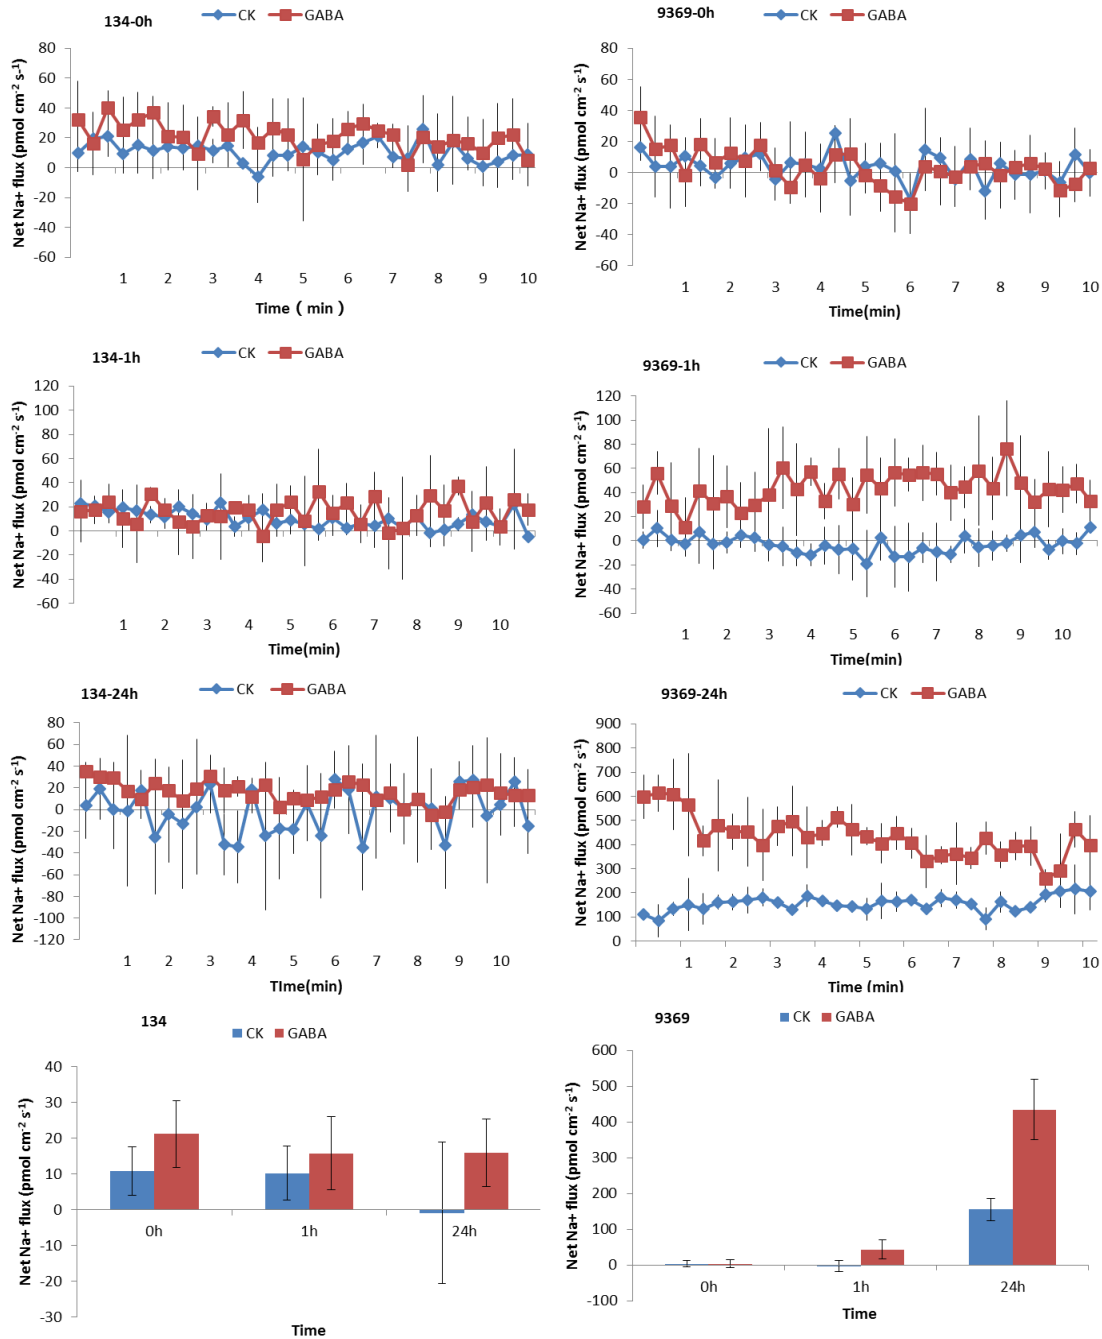 134-0h
CK GABA
Net Na+ flux (pmol cm-2 s-1)
80
60
40
20
0
-20
-40
-60
1 2 3 4 5 6 7 8 9 10
Time ( min )
9369-0h
CK GABA
Net Na+ flux (pmol cm-2 s-1)
80
60
40
20
0
-20
-40
-60
1 2 3 4 5 6 7 8 9 10
Time(min)
134-1h
CK GABA
Net Na+ flux (pmol cm-2 s-1)
120
100
80
60
40
20
0
-20
-40
-60
1 2 3 4 5 6 7 8 9 10
Time(min)
9369-1h
CK GABA
Net Na+ flux (pmol cm-2 s-1)
120
100
80
60
40
20
0
-20
-40
-60
1 2 3 4 5 6 7 8 9 10
Time(min)
134-24h
CK GABA
Net Na+ flux (pmol cm-2 s-1)
80
60
40
20
0
-20
-40
-60
-80
-100
-120
1 2 3 4 5 6 7 8 9 10
TIme(min)
9369-24h
CK GABA
Net Na+ flux (pmol cm-2 s-1)
900
800
700
600
500
400
300
200
100
0
1 2 3 4 5 6 7 8 9 10
Time (min)
134
CK GABA
Net Na+ flux (pmol cm-2 s-1)
40
30
20
10
0
-10
-20
-30
0h 1h 24h
Time
9369
CK GABA
Net Na+ flux (pmol cm-2 s-1)
600
500
400
300
200
100
0
-100
0h 1h 24h
Time